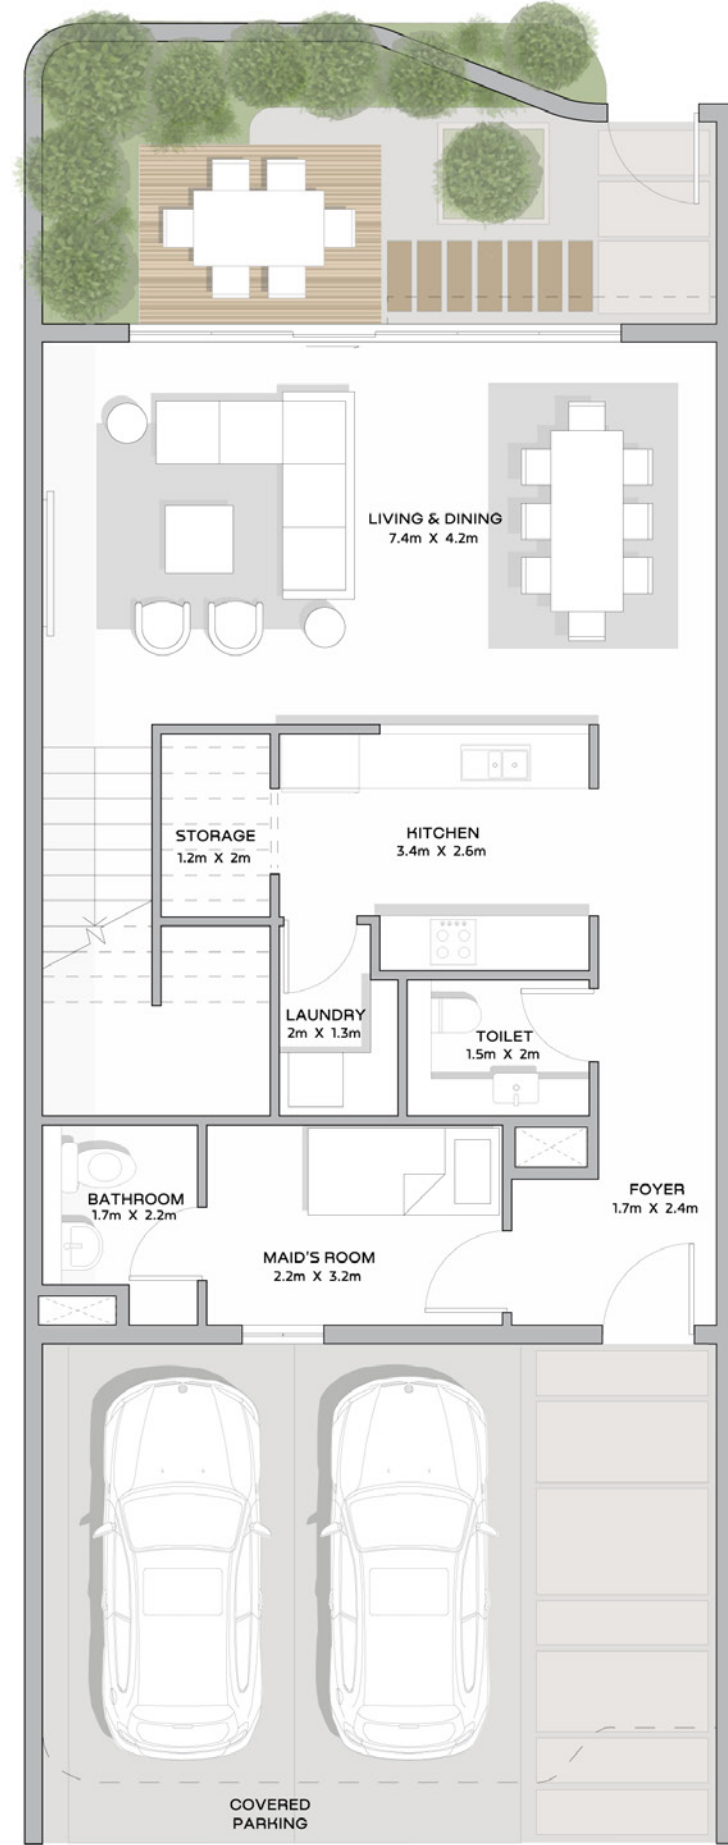 LIVING & DINING
7.4m X 4.2m
STORAGE
1.2m X 2m
KITCHEN
3.4m X 2.6m
LAUNDRY
2m X 1.3m
TOILET
1.5m X 2m
BATHROOM
1.7m X 2.2m
FOYER
1.7m X 2.4m
MAID'S ROOM
2.2m X 3.2m
COVERED
PARKING